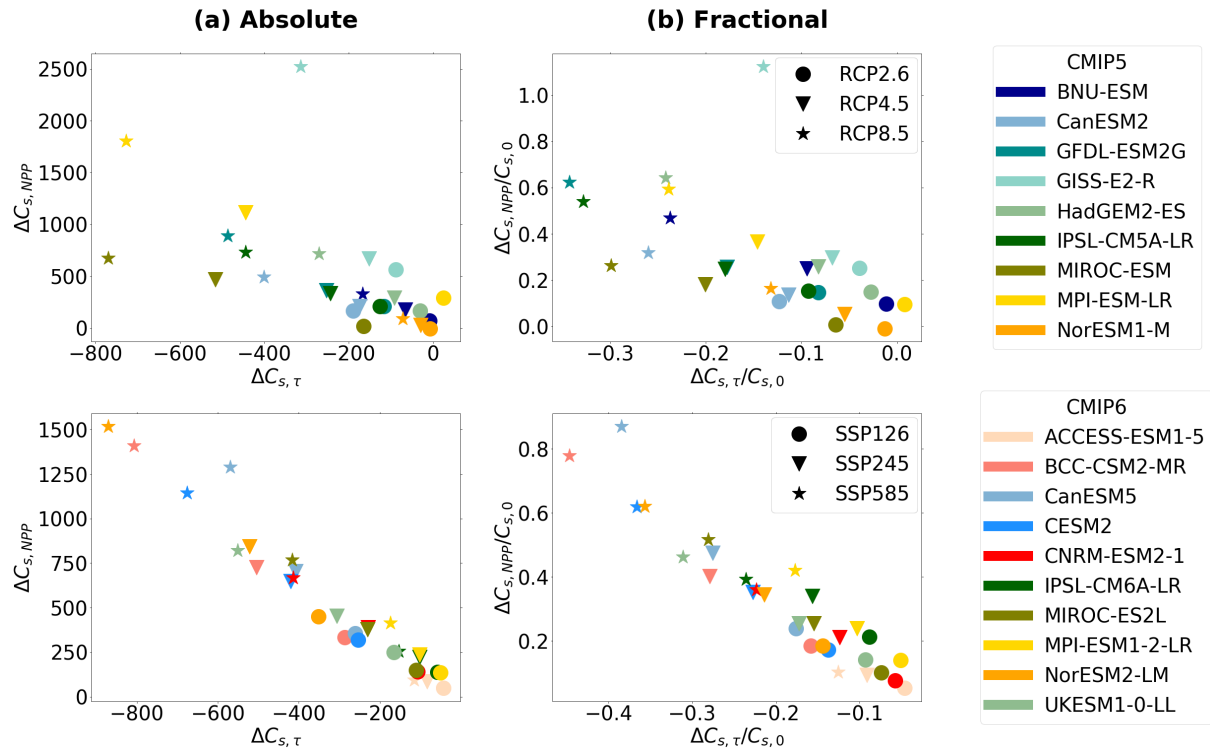 (a) Absolute
(b) Fractional
2500
2000
1500
1000
500
0
ΔC_{s,NPP}
−800 −600 −400 −200 0
ΔC_{s,τ}
1.0
0.8
0.6
0.4
0.2
0.0
ΔC_{s,NPP}/C_{s,0}
−0.3 −0.2 −0.1 0.0
ΔC_{s,τ}/C_{s,0}
RCP2.6
RCP4.5
RCP8.5
CMIP5
BNU-ESM
CanESM2
GFDL-ESM2G
GISS-E2-R
HadGEM2-ES
IPSL-CM5A-LR
MIROC-ESM
MPI-ESM-LR
NorESM1-M
1500
1250
1000
750
500
250
0
ΔC_{s,NPP}
−800 −600 −400 −200
ΔC_{s,τ}
0.8
0.6
0.4
0.2
ΔC_{s,NPP}/C_{s,0}
−0.4 −0.3 −0.2 −0.1
ΔC_{s,τ}/C_{s,0}
SSP126
SSP245
SSP585
CMIP6
ACCESS-ESM1-5
BCC-CSM2-MR
CanESM5
CESM2
CNRM-ESM2-1
IPSL-CM6A-LR
MIROC-ES2L
MPI-ESM1-2-LR
NorESM2-LM
UKESM1-0-LL